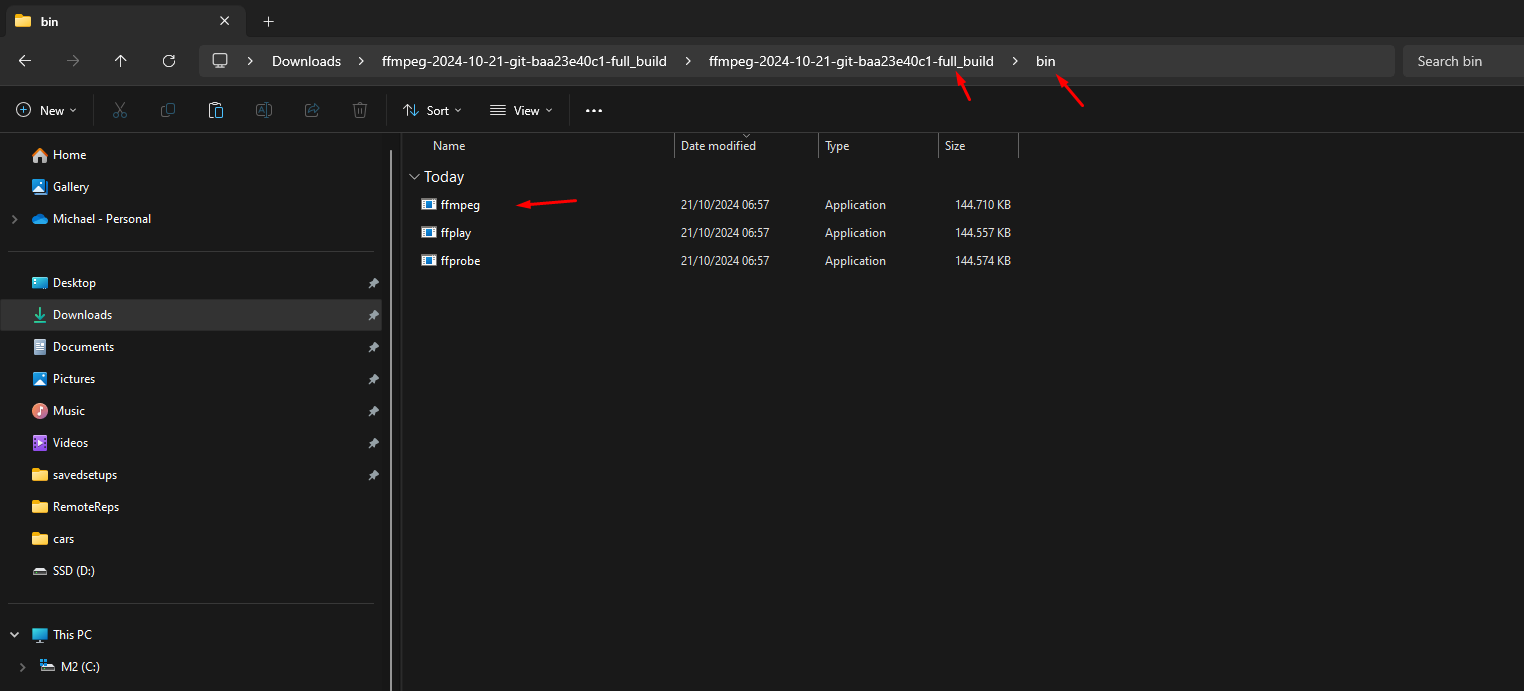 bin
Downloads ffmpeg-2024-10-21-git-baa23e40c1-full_build ffmpeg-2024-10-21-git-baa23e40c1-full_build bin Search bin
New Sort View
Home
Gallery
Michael - Personal
Desktop
Downloads
Documents
Pictures
Music
Videos
savedsetups
RemoteReps
cars
SSD (D:)
This PC
M2 (C:)
Name Date modified Type Size
Today
ffmpeg 21/10/2024 06:57 Application 144.710 KB
ffplay 21/10/2024 06:57 Application 144.557 KB
ffprobe 21/10/2024 06:57 Application 144.574 KB